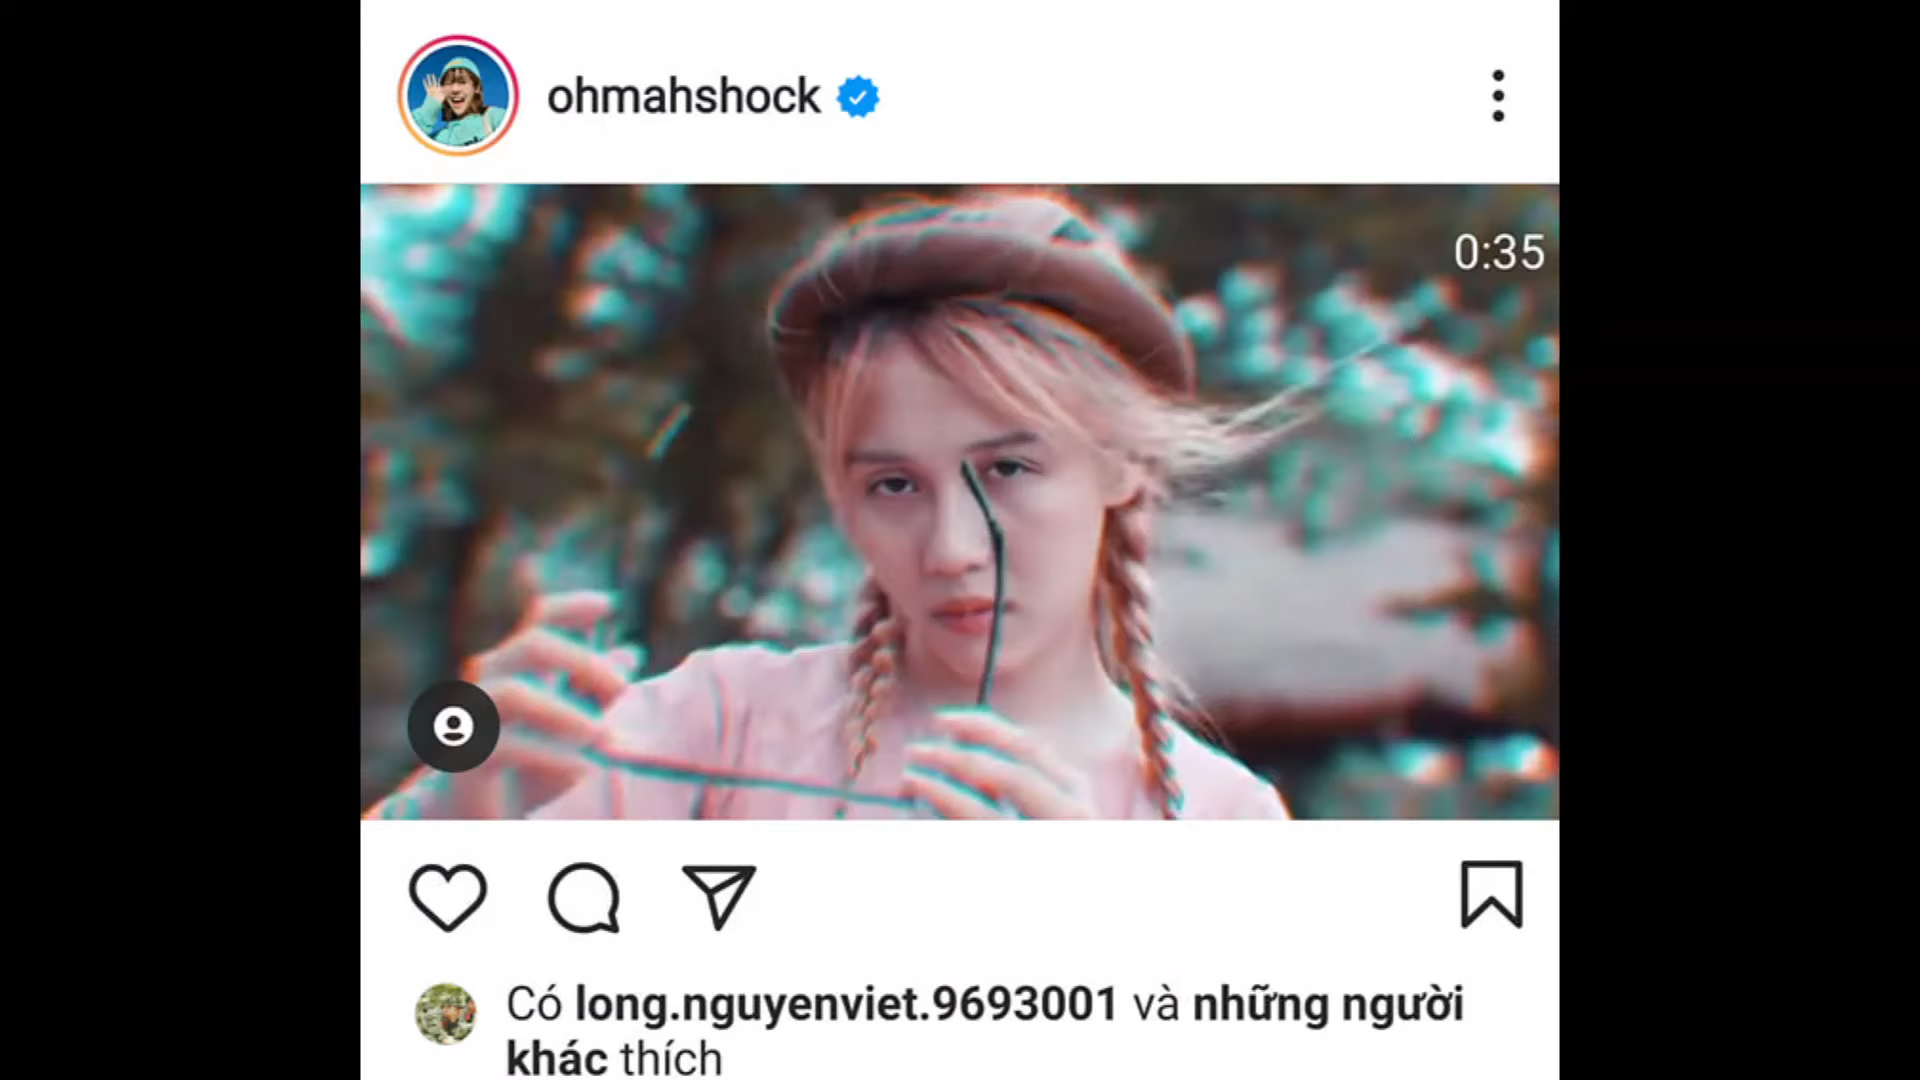 ohmahshock
0:35
Có long.nguyenviet.9693001 và những người
khác thích